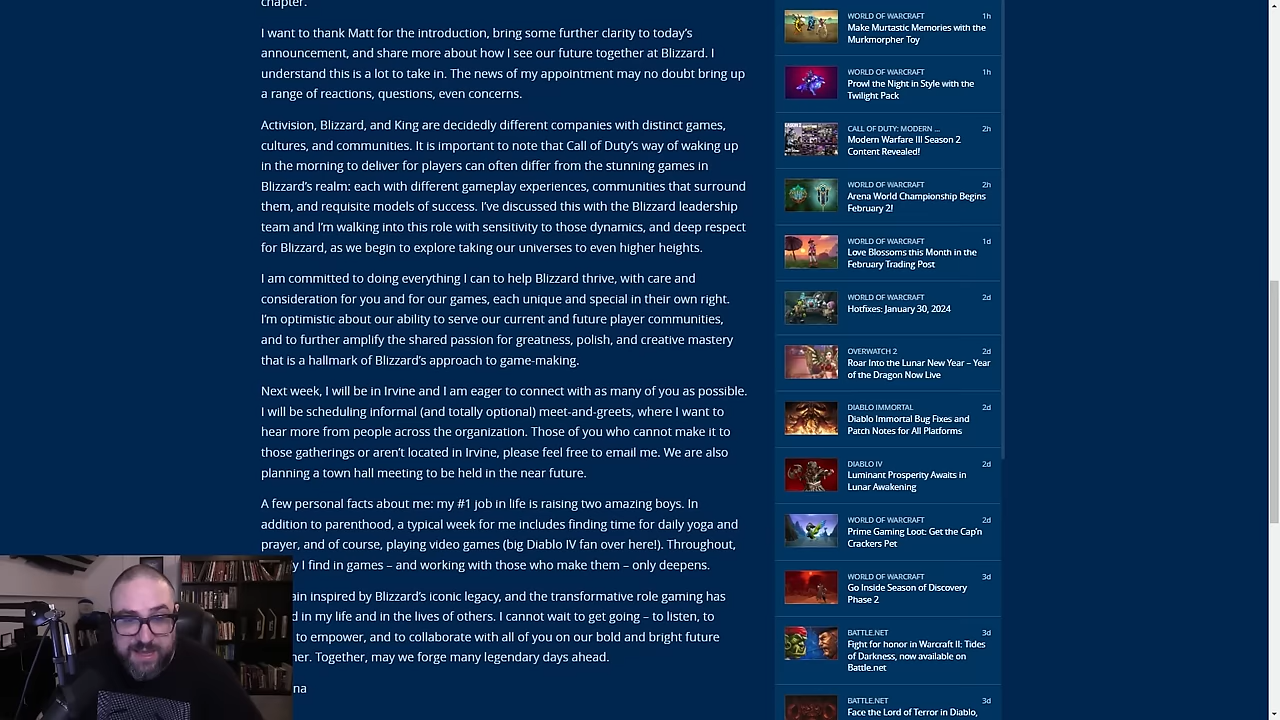 chapter.
I want to thank Matt for the introduction, bring some further clarity to today's
announcement, and share more about how I see our future together at Blizzard. I
understand this is a lot to take in. The news of my appointment may no doubt bring up
a range of reactions, questions, even concerns.
Activision, Blizzard, and King are decidedly different companies with distinct games,
cultures, and communities. It is important to note that Call of Duty's way of waking up
in the morning to deliver for players can often differ from the stunning games in
Blizzard's realm: each with different gameplay experiences, communities that surround
them, and requisite models of success. I've discussed this with the Blizzard leadership
team and I'm walking into this role with sensitivity to those dynamics, and deep respect
for Blizzard, as we begin to explore taking our universes to even higher heights.
I am committed to doing everything I can to help Blizzard thrive, with care and
consideration for you and for our games, each unique and special in their own right.
I'm optimistic about our ability to serve our current and future player communities,
and to further amplify the shared passion for greatness, polish, and creative mastery
that is a hallmark of Blizzard's approach to game-making.
Next week, I will be in Irvine and I am eager to connect with as many of you as possible.
I will be scheduling informal (and totally optional) meet-and-greets, where I want to
hear more from people across the organization. Those of you who cannot make it to
those gatherings or aren't located in Irvine, please feel free to email me. We are also
planning a town hall meeting to be held in the near future.
A few personal facts about me: my #1 job in life is raising two amazing boys. In
addition to parenthood, a typical week for me includes finding time for daily yoga and
prayer, and of course, playing video games (big Diablo IV fan over here!). Throughout,
I find in games – and working with those who make them – only deepens.
inspired by Blizzard's iconic legacy, and the transformative role gaming has
in my life and in the lives of others. I cannot wait to get going – to listen, to
to empower, and to collaborate with all of you on our bold and bright future
Together, may we forge many legendary days ahead.
na
WORLD OF WARCRAFT 1h
Make Murtastic Memories with the
Murkmorpher Toy
WORLD OF WARCRAFT 1h
Prowl the Night in Style with the
Twilight Pack
CALL OF DUTY: MODERN ... 2h
Modern Warfare III Season 2
Content Revealed!
WORLD OF WARCRAFT 2h
Arena World Championship Begins
February 2!
WORLD OF WARCRAFT 1d
Love Blossoms this Month in the
February Trading Post
WORLD OF WARCRAFT 2d
Hotfixes: January 30, 2024
OVERWATCH 2 2d
Roar Into the Lunar New Year – Year
of the Dragon Now Live
DIABLO IMMORTAL 2d
Diablo Immortal Bug Fixes and
Patch Notes for All Platforms
DIABLO IV 2d
Luminant Prosperity Awaits in
Lunar Awakening
WORLD OF WARCRAFT 2d
Prime Gaming Loot: Get the Cap'n
Crackers Pet
WORLD OF WARCRAFT 3d
Go Inside Season of Discovery
Phase 2
BATTLE.NET 3d
Fight for honor in Warcraft II: Tides
of Darkness, now available on
Battle.net
BATTLE.NET 3d
Face the Lord of Terror in Diablo,